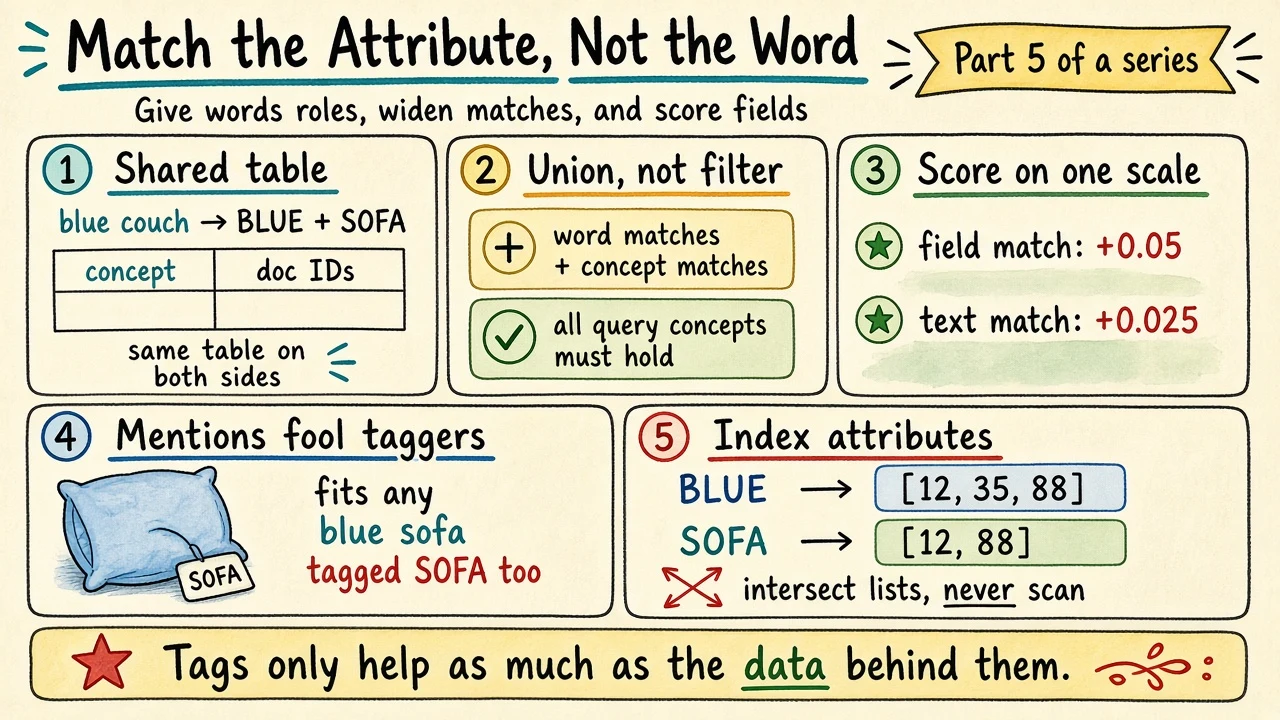 Match the Attribute, Not the Word
Part 5 of a series
Give words roles, widen matches, and score fields
1 Shared table
blue couch → BLUE + SOFA
concept doc IDs
same table on
both sides
2 Union, not filter
+ word matches
+ concept matches
✓ all query concepts
must hold
3 Score on one scale
★ field match: +0.05
★ text match: +0.025
4 Mentions fool taggers
SOFA
fits any
blue sofa
tagged SOFA too
5 Index attributes
BLUE → [12, 35, 88]
SOFA → [12, 88]
intersect lists, never scan
★ Tags only help as much as the data behind them.